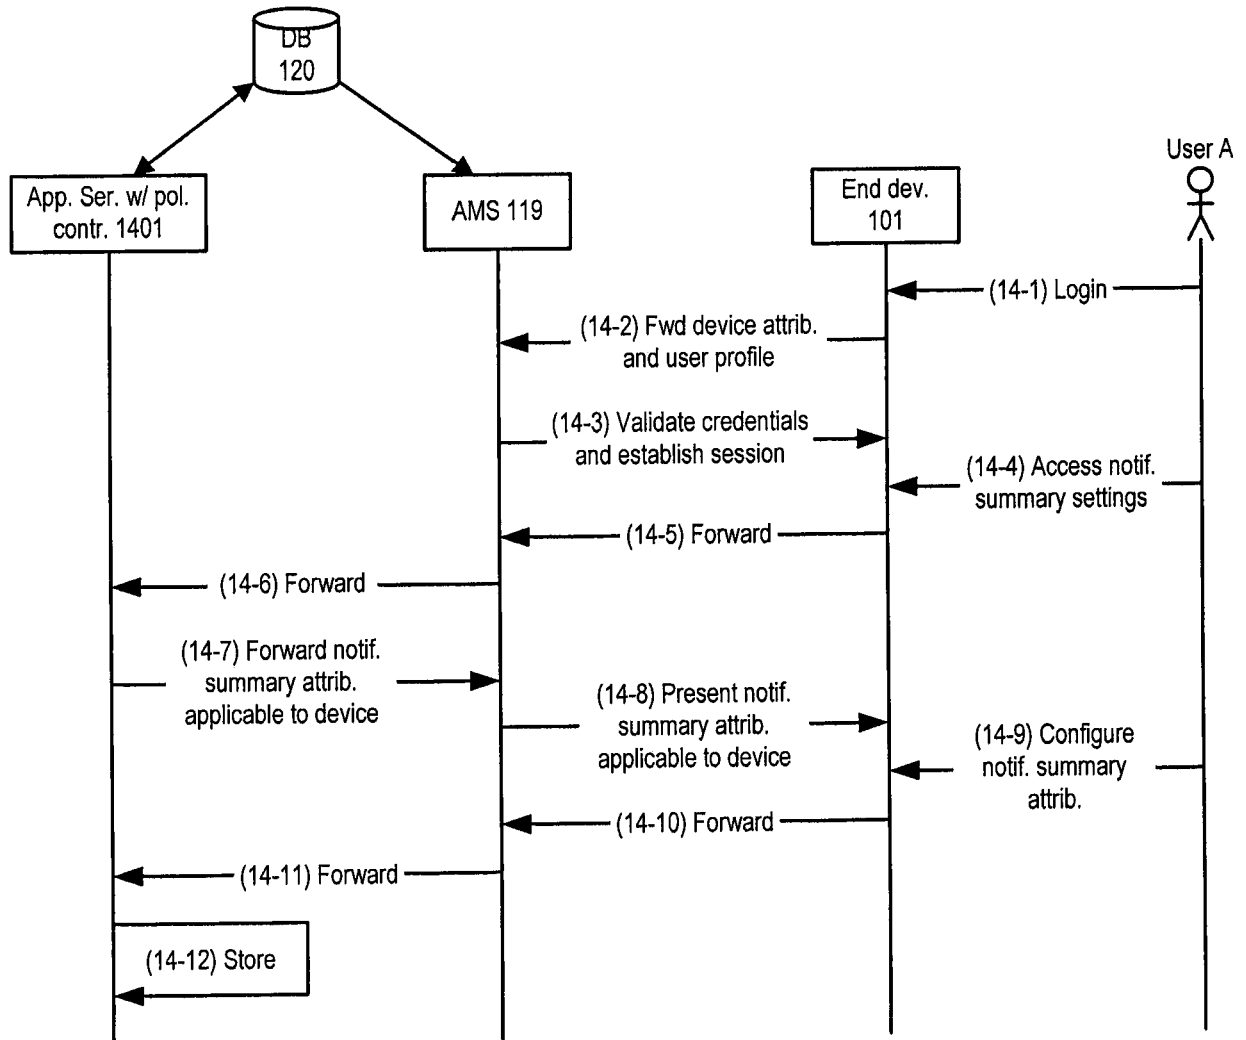 DB
120
User A
App. Ser. w/ pol.
contr. 1401
AMS 119
End dev.
101
(14-1) Login
(14-2) Fwd device attrib.
and user profile
(14-3) Validate credentials
and establish session
(14-4) Access notif.
summary settings
(14-5) Forward
(14-6) Forward
(14-7) Forward notif.
summary attrib.
applicable to device
(14-8) Present notif.
summary attrib.
applicable to device
(14-9) Configure
notif. summary
attrib.
(14-10) Forward
(14-11) Forward
(14-12) Store